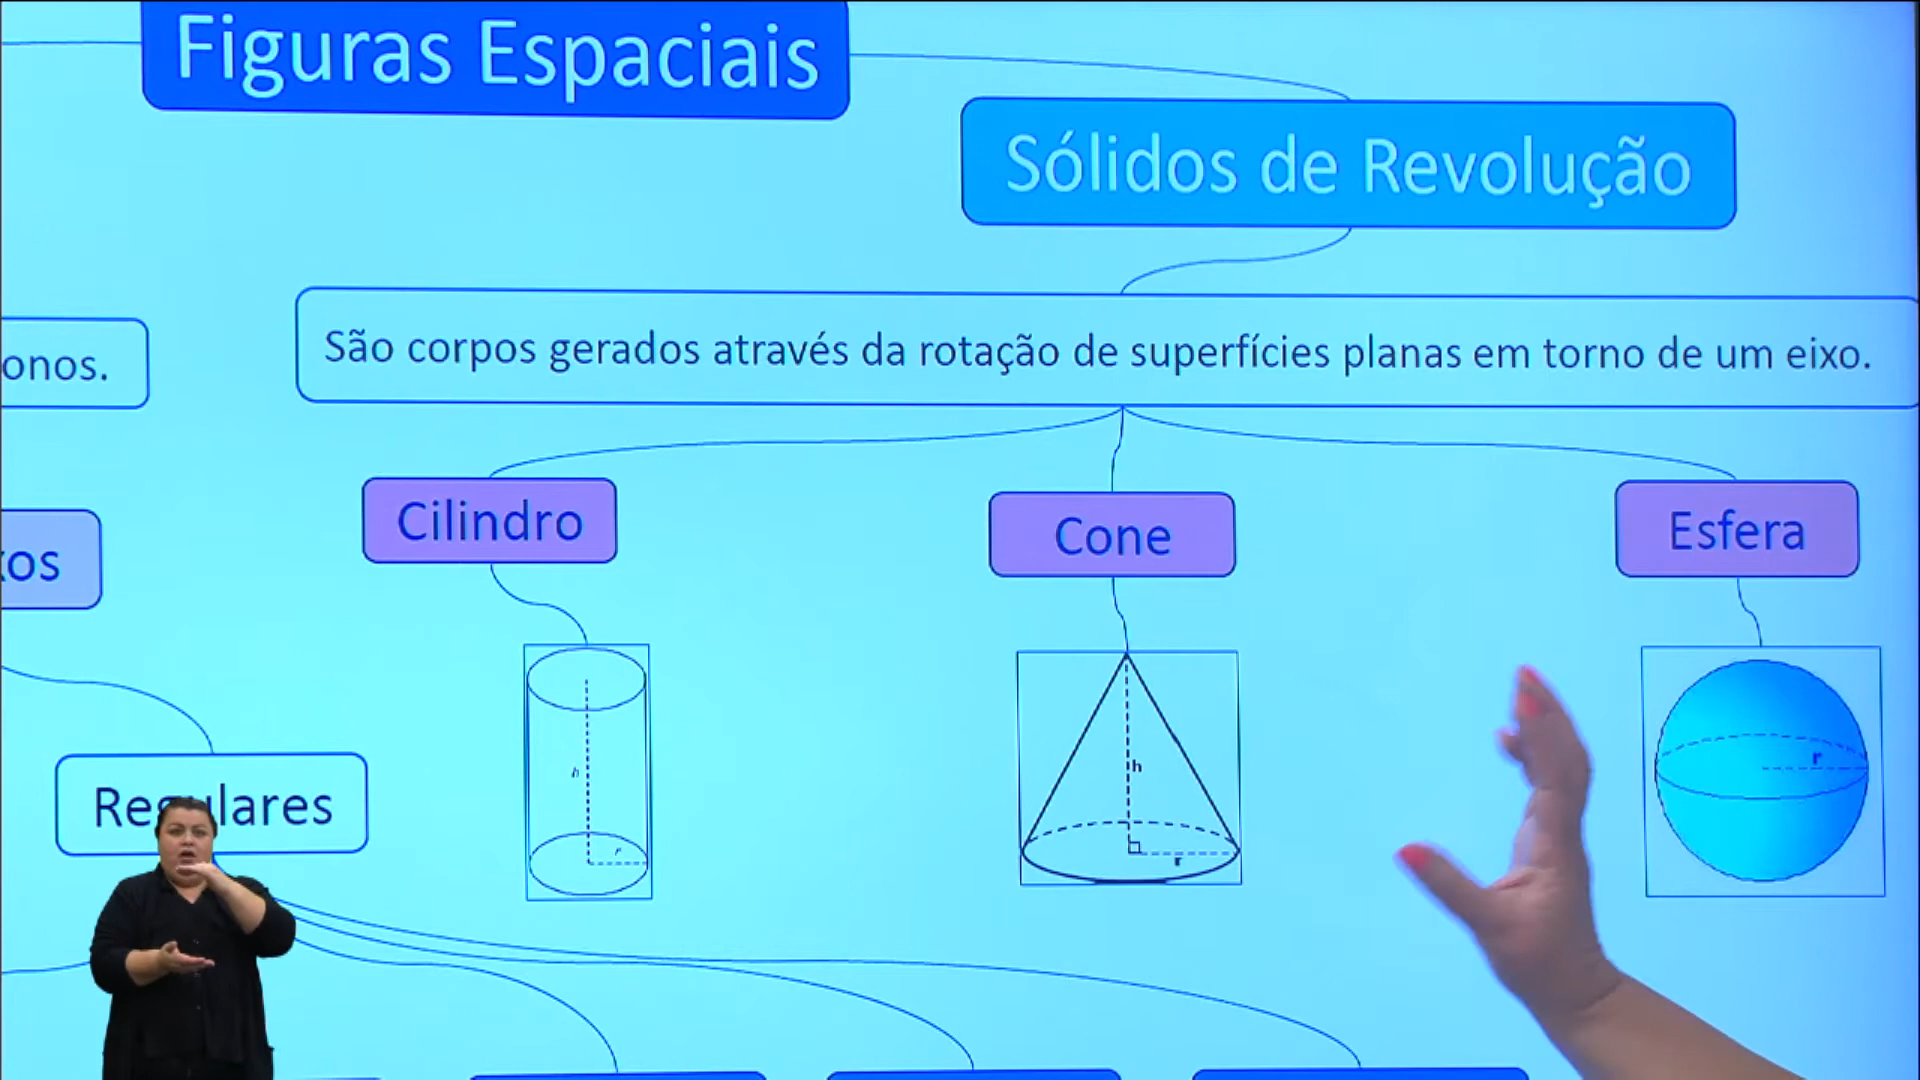 Figuras Espaciais
Sólidos de Revolução
São corpos gerados através da rotação de superfícies planas em torno de um eixo.
onos.
Cilindro
Cone
Esfera
xos
h
r
h
r
r
Regulares